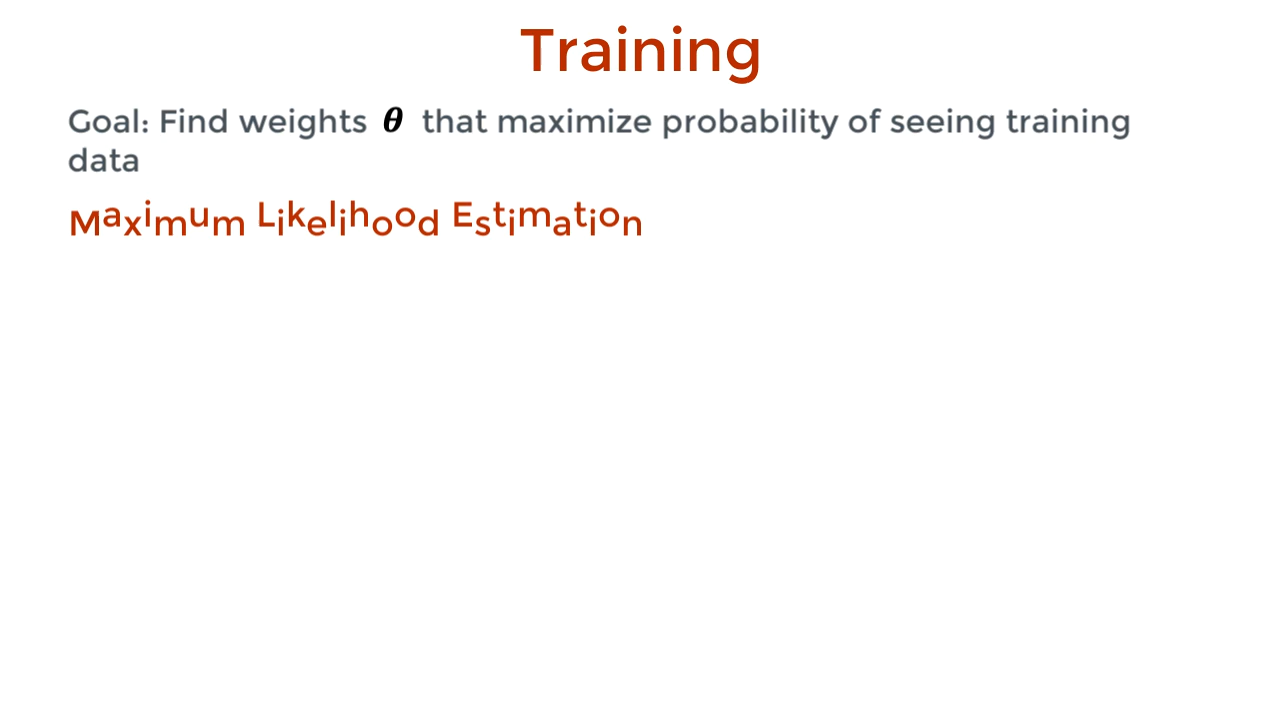 Training
Goal: Find weights θ that maximize probability of seeing training
data
Maximum Likelihood Estimation